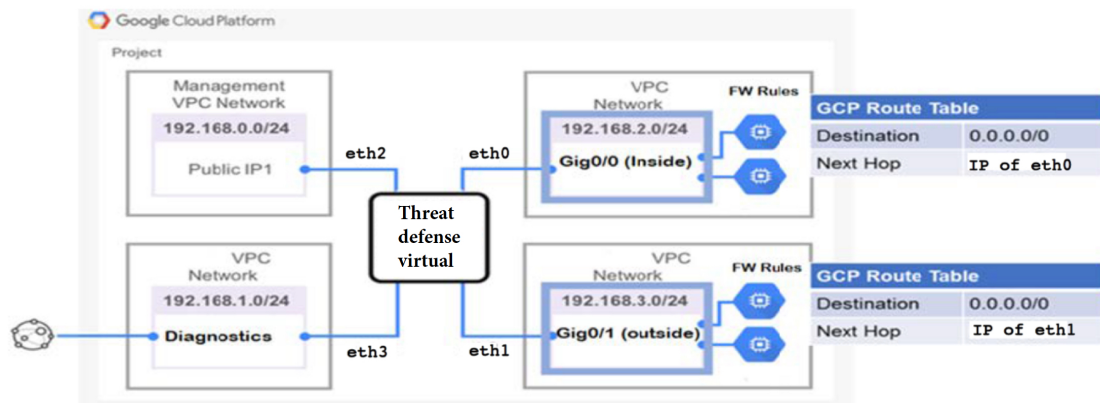 Google Cloud Platform
Project
Management
VPC Network
192.168.0.0/24
Public IP1
eth2
eth0
VPC
Network
192.168.2.0/24
Gig0/0 (Inside)
FW Rules
GCP Route Table
Destination 0.0.0.0/0
Next Hop IP of eth0
Threat
defense
virtual
VPC
Network
192.168.1.0/24
Diagnostics
eth3
eth1
VPC
Network
192.168.3.0/24
Gig0/1 (outside)
FW Rules
GCP Route Table
Destination 0.0.0.0/0
Next Hop IP of eth1